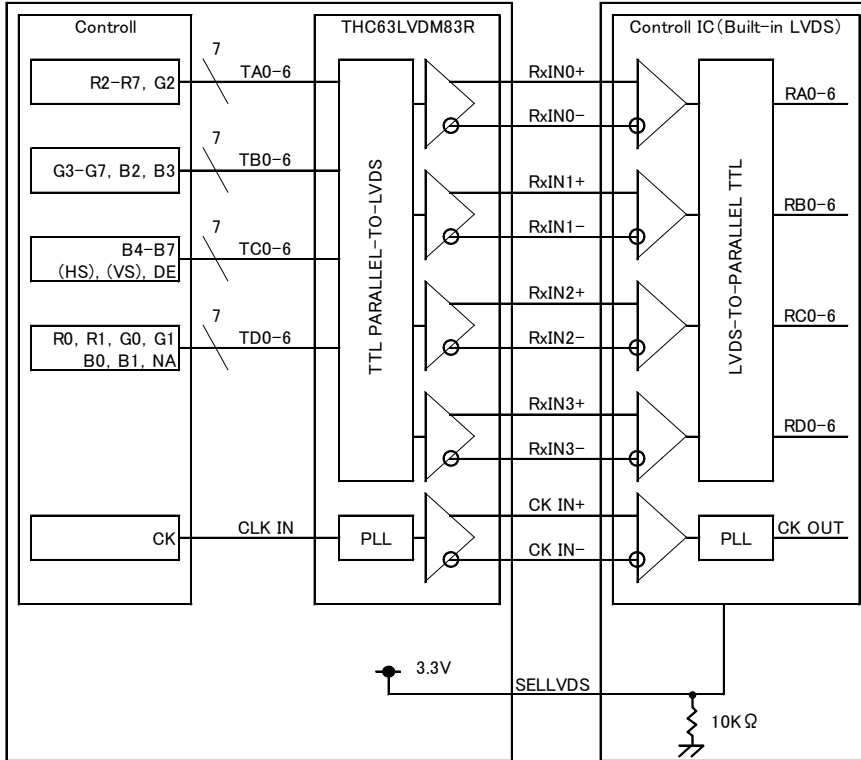 Controll
THC63LVDM83R
Controll IC(Built-in LVDS)
R2-R7, G2
7
TA0-6
RxIN0+
RxIN0-
RA0-6
G3-G7, B2, B3
7
TB0-6
RxIN1+
RxIN1-
RB0-6
B4-B7
(HS), (VS), DE
7
TC0-6
RxIN2+
RxIN2-
RC0-6
R0, R1, G0, G1
B0, B1, NA
7
TD0-6
RxIN3+
RxIN3-
RD0-6
TTL PARALLEL-TO-LVDS
LVDS-TO-PARALLEL TTL
CK
CLK IN
PLL
CK IN+
CK IN-
PLL
CK OUT
3.3V
SELLVDS
10KΩ